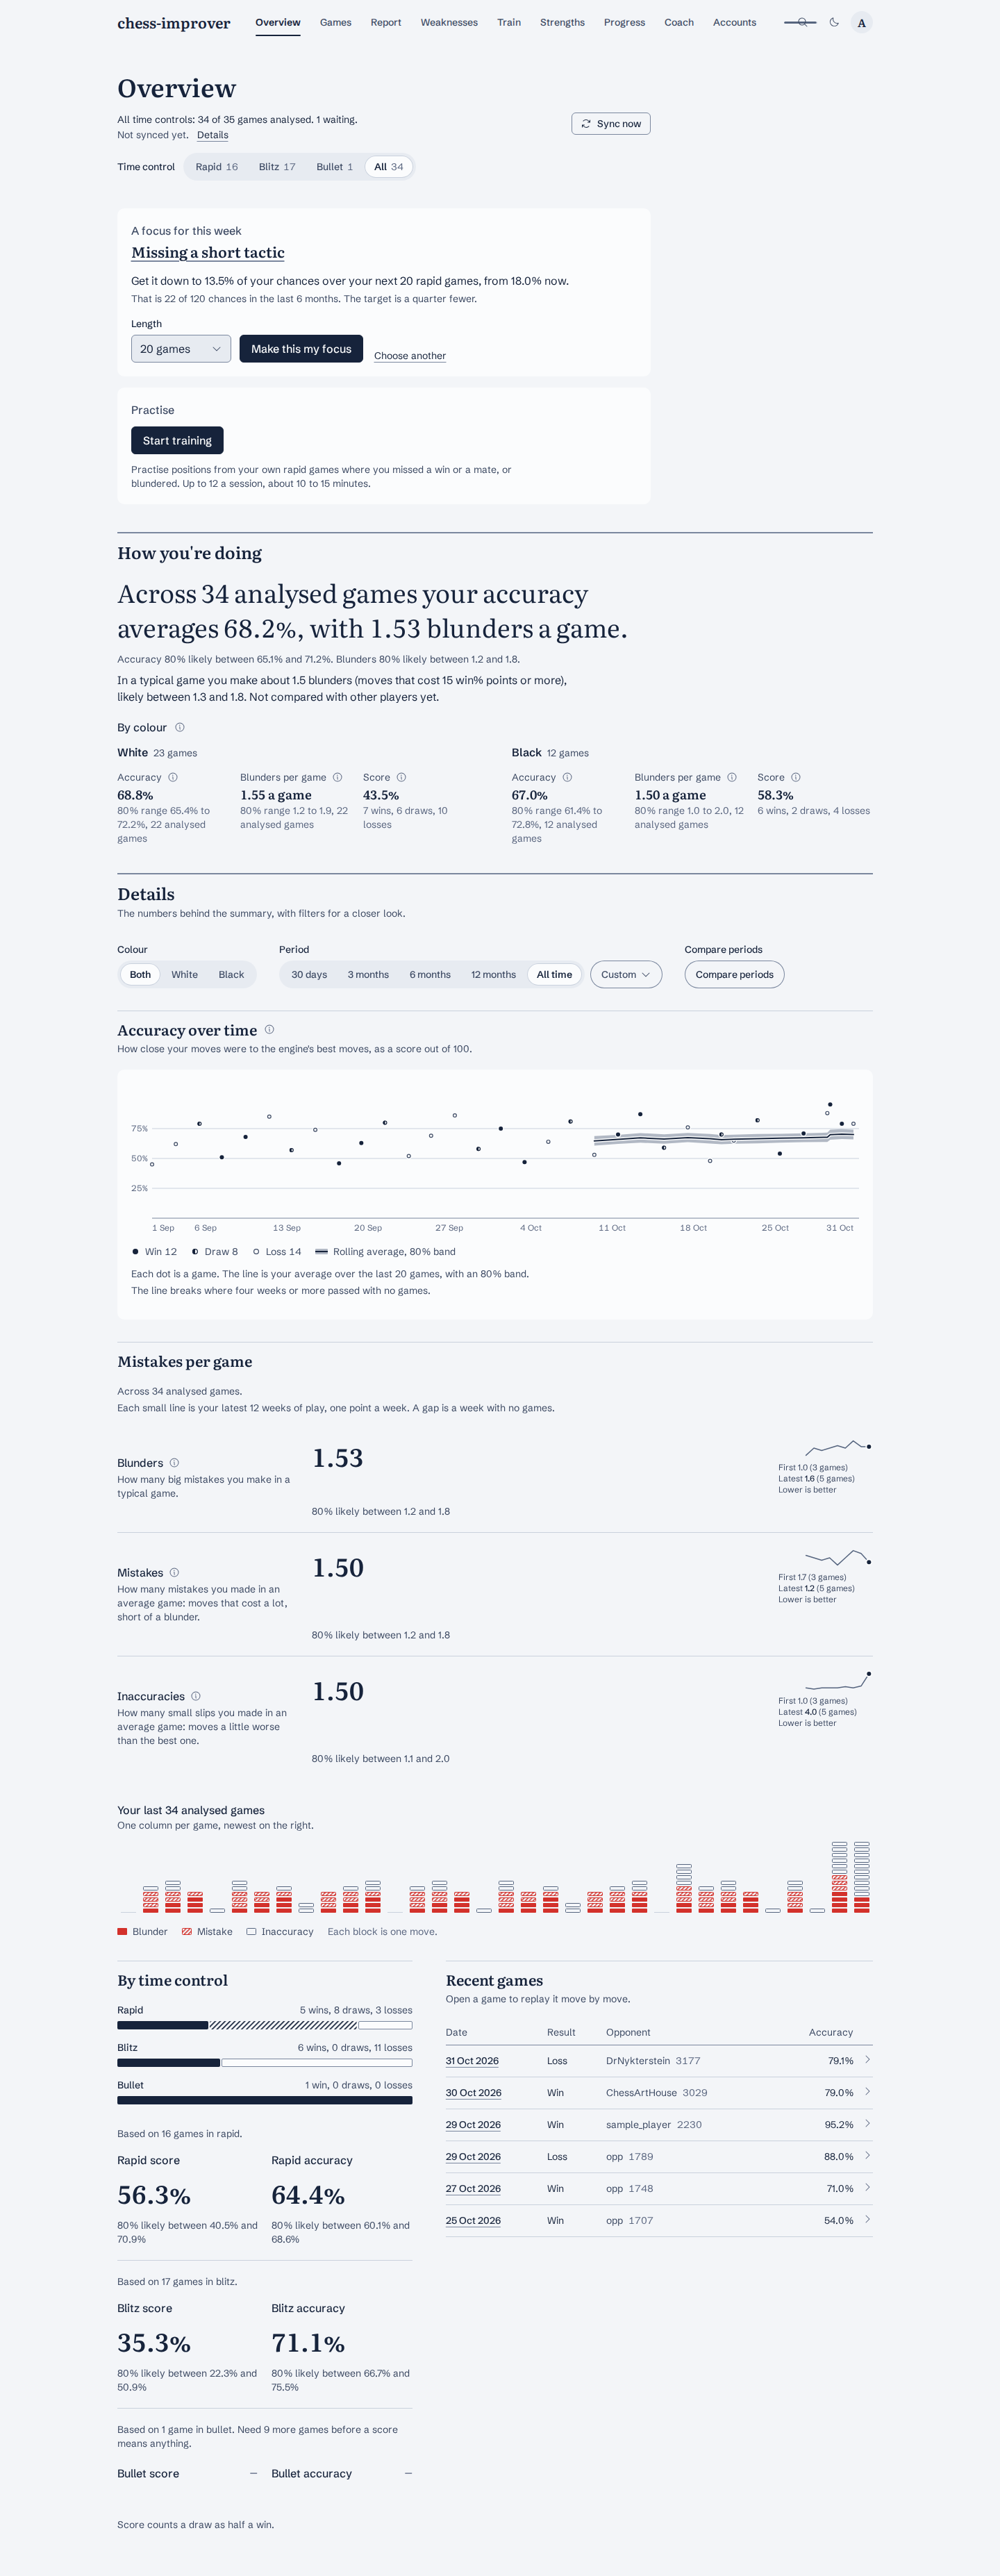 chess-improver Overview Games Report Weaknesses Train Strengths Progress Coach Accounts A
Overview
All time controls: 34 of 35 games analysed. 1 waiting.
Not synced yet. Details
Sync now
Time control Rapid 16 Blitz 17 Bullet 1 All 34
A focus for this week
Missing a short tactic
Get it down to 13.5% of your chances over your next 20 rapid games, from 18.0% now.
That is 22 of 120 chances in the last 6 months. The target is a quarter fewer.
Length
20 games Make this my focus Choose another
Practise
Start training
Practise positions from your own rapid games where you missed a win or a mate, or
blundered. Up to 12 a session, about 10 to 15 minutes.
How you're doing
Across 34 analysed games your accuracy
averages 68.2%, with 1.53 blunders a game.
Accuracy 80% likely between 65.1% and 71.2%. Blunders 80% likely between 1.2 and 1.8.
In a typical game you make about 1.5 blunders (moves that cost 15 win% points or more),
likely between 1.3 and 1.8. Not compared with other players yet.
By colour
White 23 games
Accuracy
68.8%
80% range 65.4% to
72.2%, 22 analysed
games
Blunders per game
1.55 a game
80% range 1.2 to 1.9, 22
analysed games
Score
43.5%
7 wins, 6 draws, 10
losses
Black 12 games
Accuracy
67.0%
80% range 61.4% to
72.8%, 12 analysed
games
Blunders per game
1.50 a game
80% range 1.0 to 2.0, 12
analysed games
Score
58.3%
6 wins, 2 draws, 4 losses
Details
The numbers behind the summary, with filters for a closer look.
Colour
Both White Black
Period
30 days 3 months 6 months 12 months All time Custom
Compare periods
Compare periods
Accuracy over time
How close your moves were to the engine's best moves, as a score out of 100.
75%
50%
25%
1 Sep 6 Sep 13 Sep 20 Sep 27 Sep 4 Oct 11 Oct 18 Oct 25 Oct 31 Oct
Win 12 Draw 8 Loss 14 Rolling average, 80% band
Each dot is a game. The line is your average over the last 20 games, with an 80% band.
The line breaks where four weeks or more passed with no games.
Mistakes per game
Across 34 analysed games.
Each small line is your latest 12 weeks of play, one point a week. A gap is a week with no games.
Blunders
How many big mistakes you make in a
typical game.
1.53
80% likely between 1.2 and 1.8
First 1.0 (3 games)
Latest 1.6 (5 games)
Lower is better
Mistakes
How many mistakes you made in an
average game: moves that cost a lot,
short of a blunder.
1.50
80% likely between 1.2 and 1.8
First 1.7 (3 games)
Latest 1.2 (5 games)
Lower is better
Inaccuracies
How many small slips you made in an
average game: moves a little worse
than the best one.
1.50
80% likely between 1.1 and 2.0
First 1.0 (3 games)
Latest 4.0 (5 games)
Lower is better
Your last 34 analysed games
One column per game, newest on the right.
Blunder Mistake Inaccuracy Each block is one move.
By time control
Rapid 5 wins, 8 draws, 3 losses
Blitz 6 wins, 0 draws, 11 losses
Bullet 1 win, 0 draws, 0 losses
Based on 16 games in rapid.
Rapid score
56.3%
80% likely between 40.5% and
70.9%
Rapid accuracy
64.4%
80% likely between 60.1% and
68.6%
Based on 17 games in blitz.
Blitz score
35.3%
80% likely between 22.3% and
50.9%
Blitz accuracy
71.1%
80% likely between 66.7% and
75.5%
Based on 1 game in bullet. Need 9 more games before a score
means anything.
Bullet score –
Bullet accuracy –
Score counts a draw as half a win.
Recent games
Open a game to replay it move by move.
Date Result Opponent Accuracy
31 Oct 2026 Loss DrNykterstein 3177 79.1%
30 Oct 2026 Win ChessArtHouse 3029 79.0%
29 Oct 2026 Win sample_player 2230 95.2%
29 Oct 2026 Loss opp 1789 88.0%
27 Oct 2026 Win opp 1748 71.0%
25 Oct 2026 Win opp 1707 54.0%